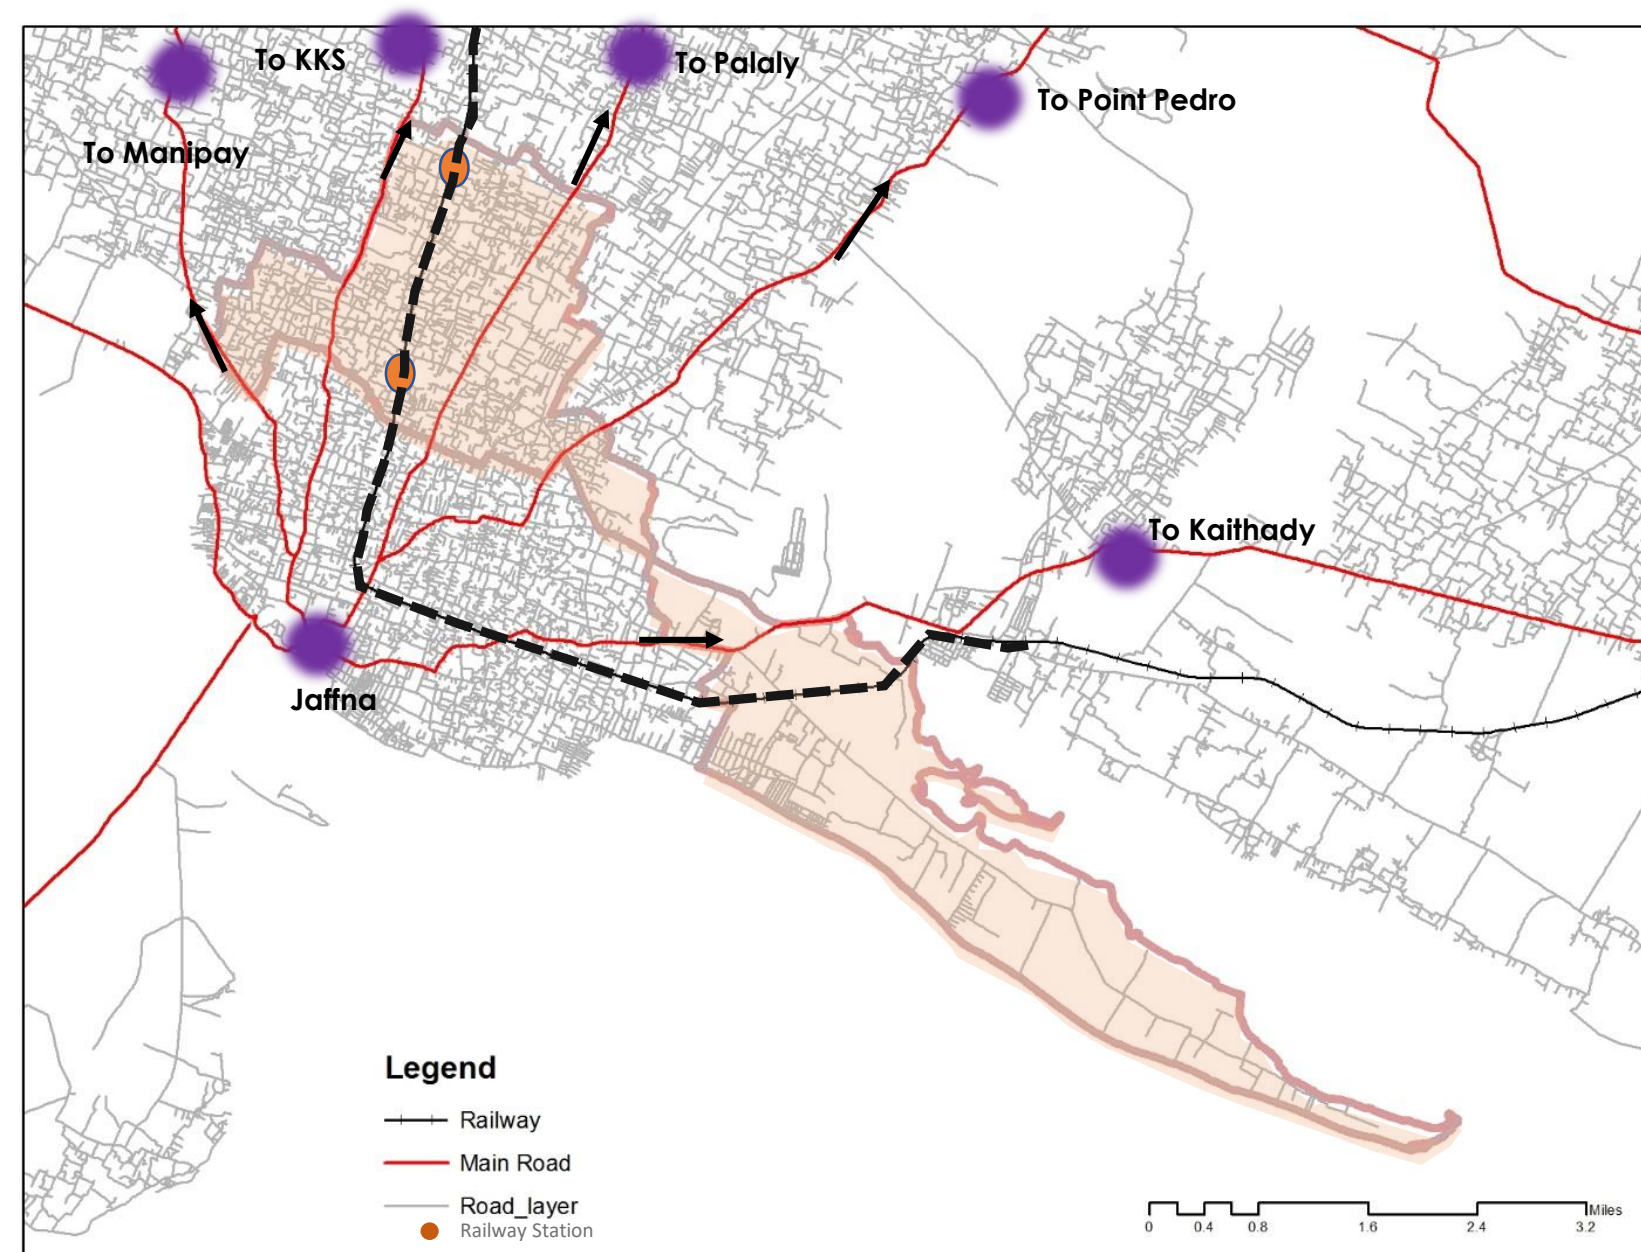 To KKS
To Palaly
To Point Pedro
To Manipay
To Kaithady
Jaffna
Legend
Railway
Main Road
Road_layer
Railway Station
Miles
0 0.4 0.8 1.6 2.4 3.2